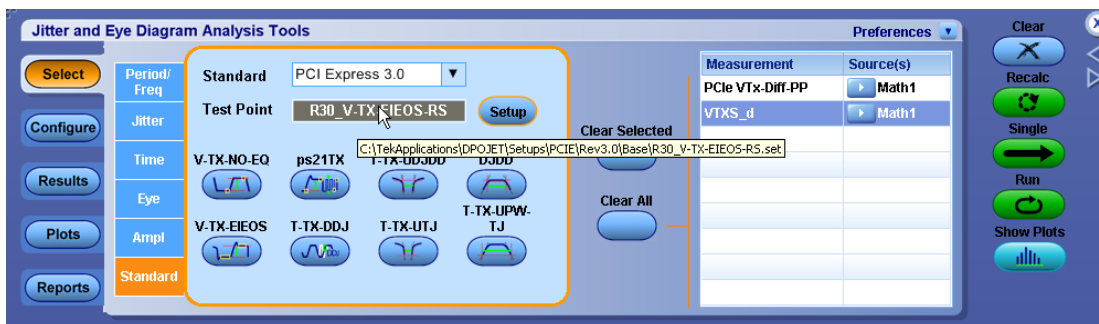 Jitter and Eye Diagram Analysis Tools
Preferences
Clear
Select
Configure
Results
Plots
Reports
Period/
Freq
Jitter
Time
Eye
Ampl
Standard
Standard
PCI Express 3.0
Test Point
R30_V-TX-EIEOS-RS
Setup
C:\TekApplications\DPOJET\Setups\PCIE\Rev3.0\Base\R30_V-TX-EIEOS-RS.set
V-TX-NO-EQ
ps21TX
T-TX-UDJDD
DJDD
V-TX-EIEOS
T-TX-DDJ
T-TX-UTJ
T-TX-UPW-
TJ
Clear Selected
Clear All
Measurement
Source(s)
PCIe VTx-Diff-PP
Math1
VTXS_d
Math1
Recalc
Single
Run
Show Plots